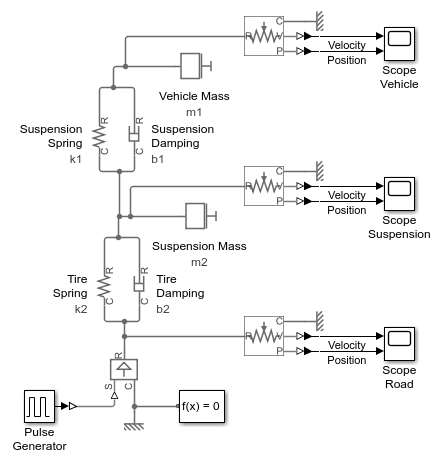 C
R V
P
Velocity
Position
Scope
Vehicle
Vehicle Mass
m1
R R
Suspension
Spring
k1
Suspension
Damping
b1
C C
C
R V
P
Velocity
Position
Scope
Suspension
Suspension Mass
m2
R R
Tire
Spring
k2
Tire
Damping
b2
C C
C
R V
P
Velocity
Position
Scope
Road
R
S C
Pulse
Generator
f(x) = 0